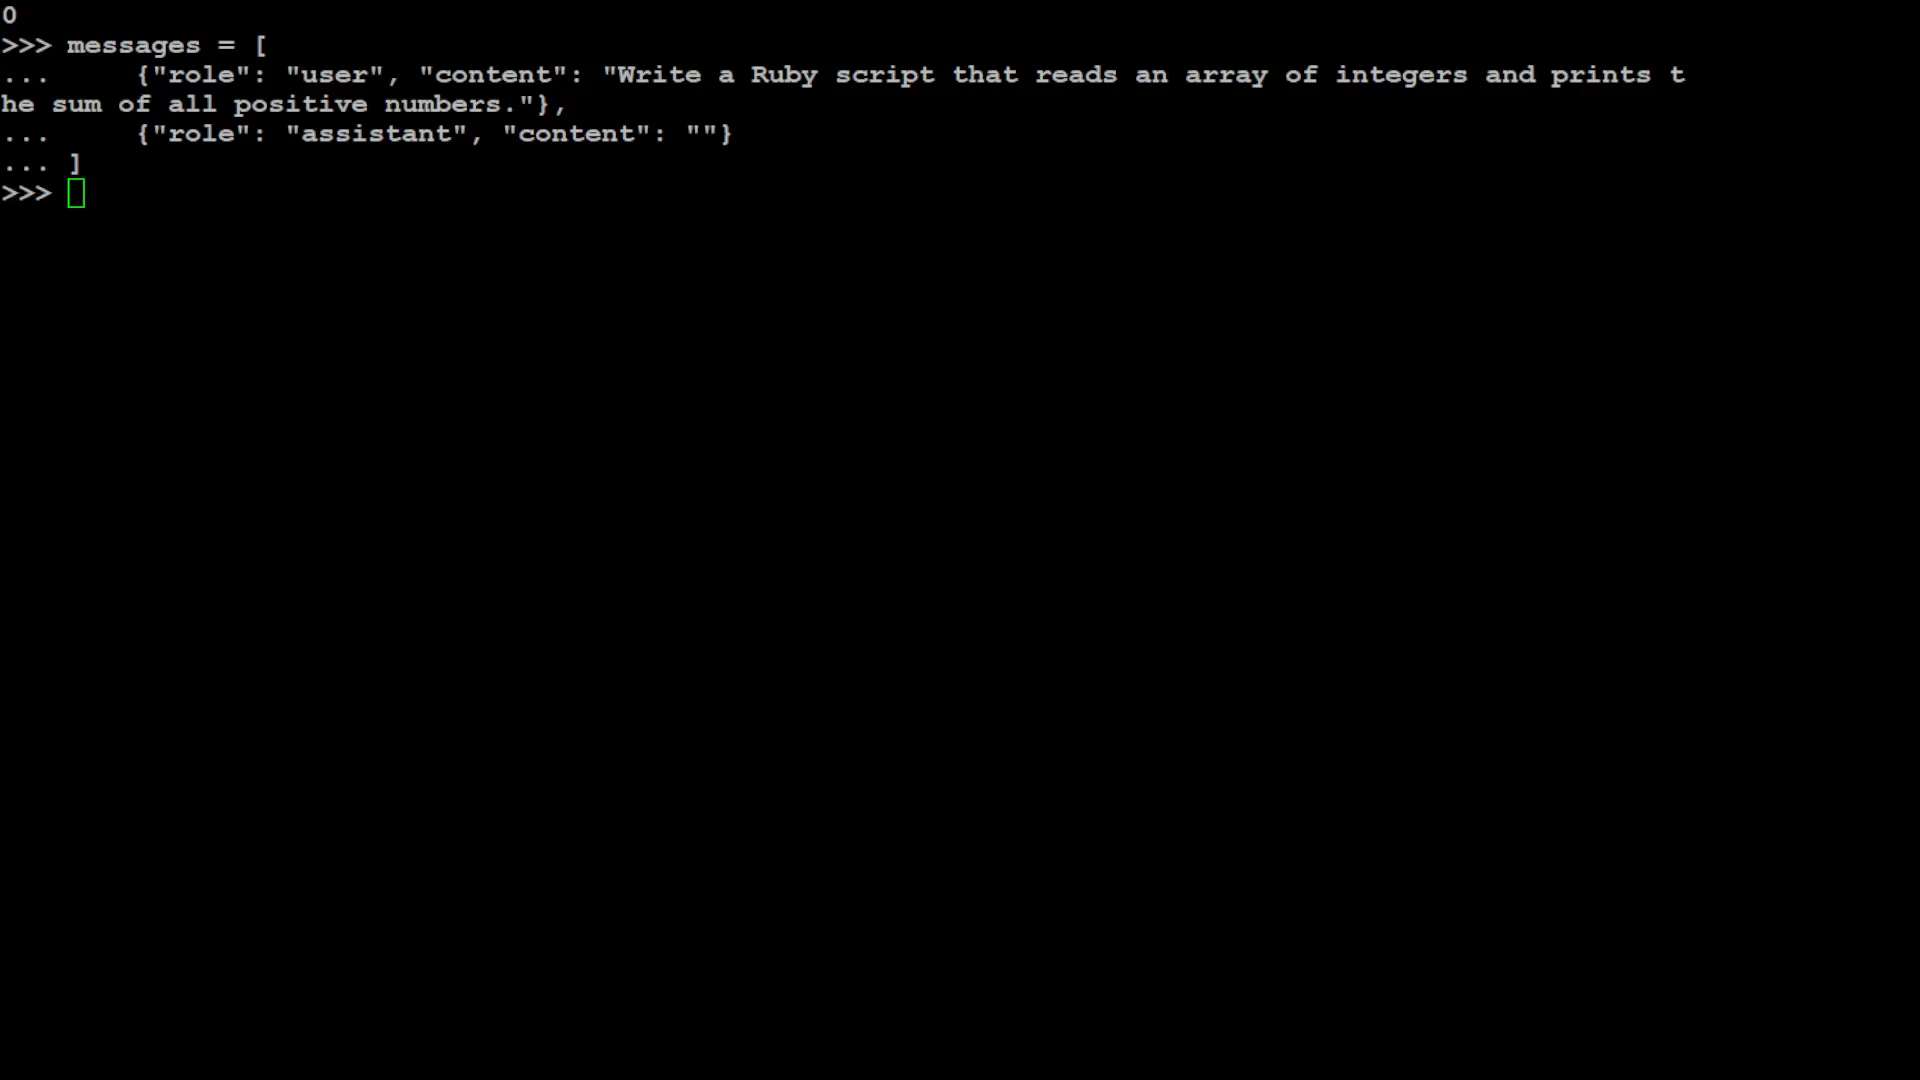 0
>>> messages = [
...     {"role": "user", "content": "Write a Ruby script that reads an array of integers and prints t
he sum of all positive numbers."},
...     {"role": "assistant", "content": ""}
... ]
>>>